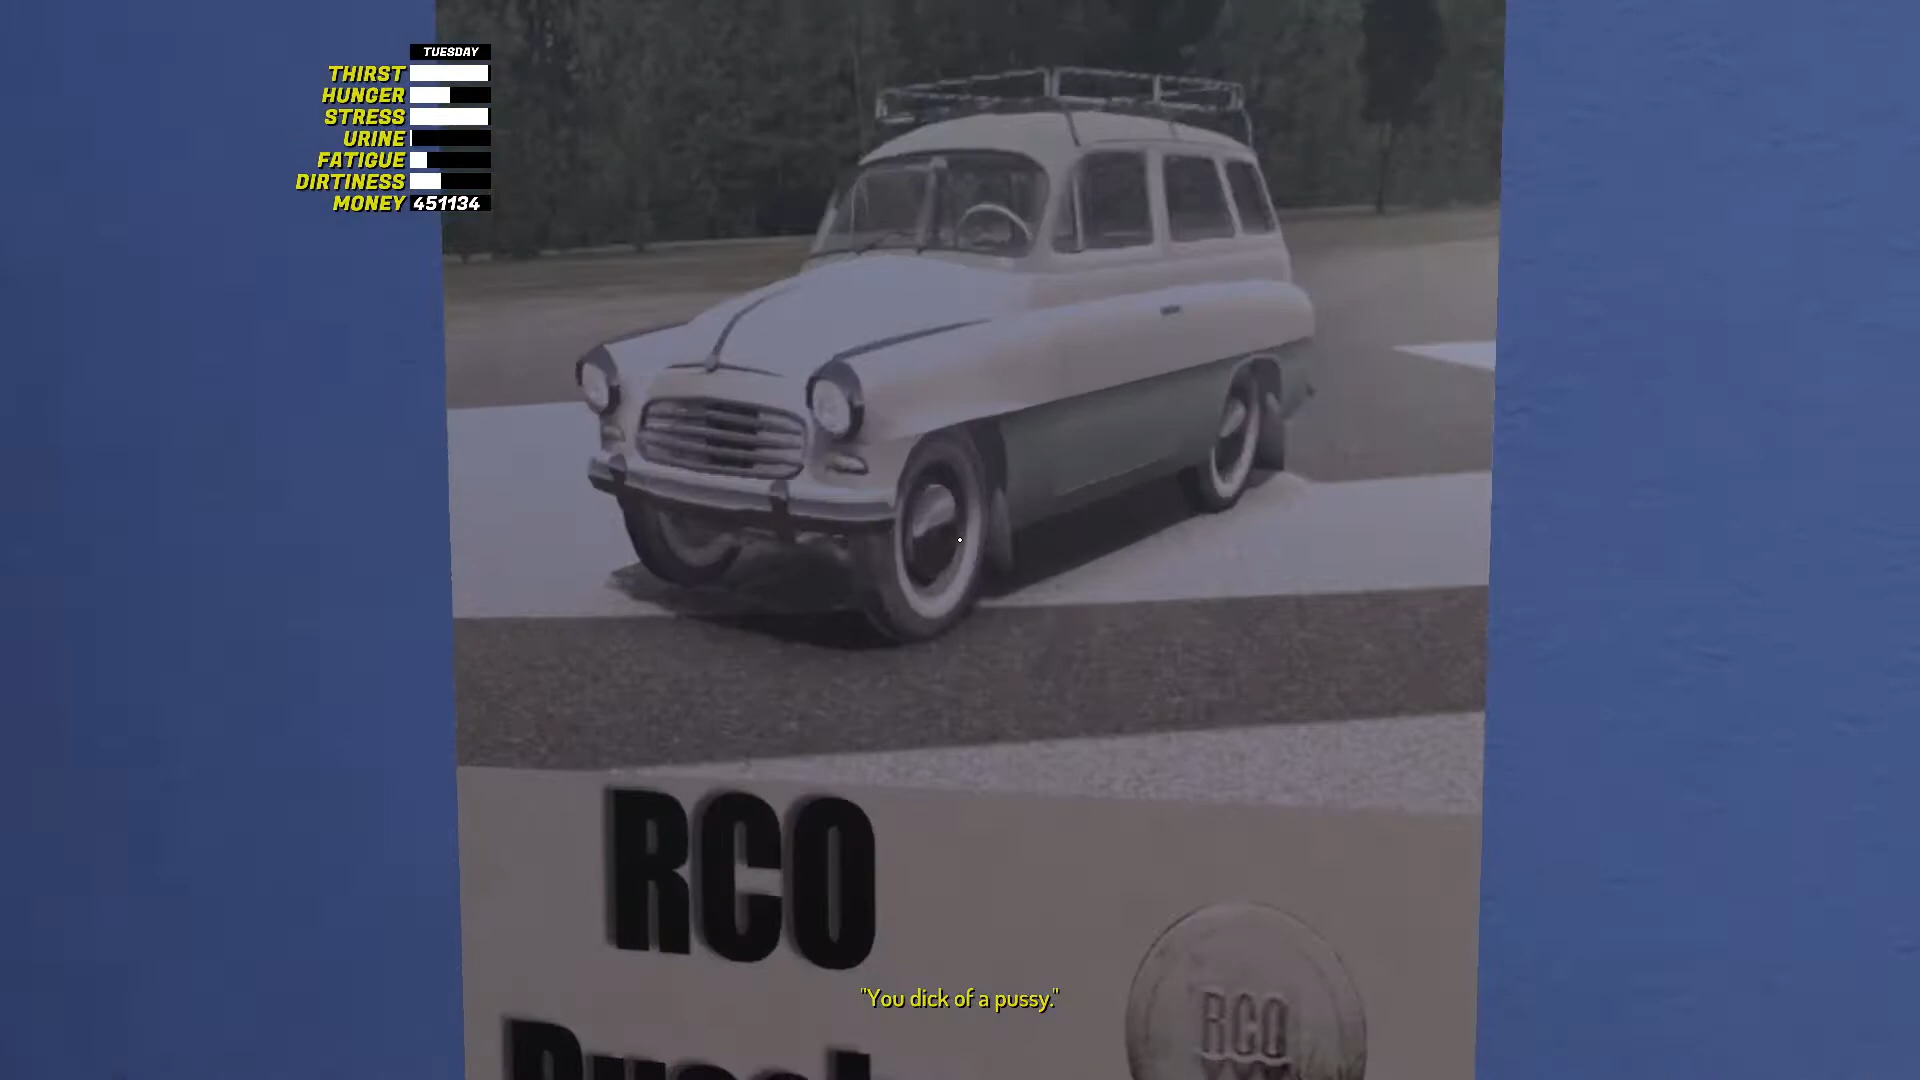 TUESDAY
THIRST
HUNGER
STRESS
URINE
FATIGUE
DIRTINESS
MONEY 451134
RCO
RCO
"You dick of a pussy."